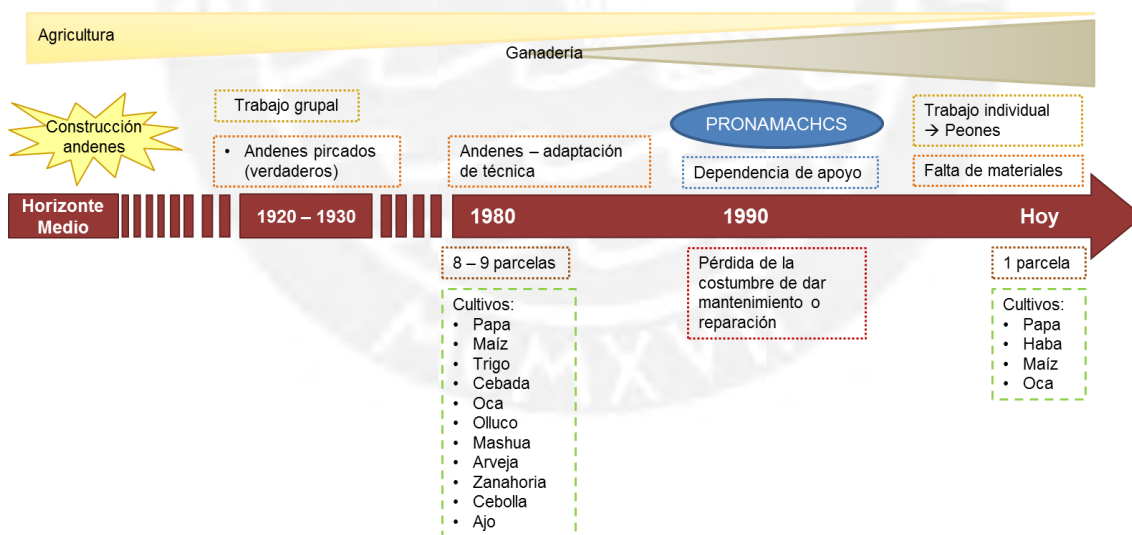 Agricultura
Ganadería
Construcción
andenes
Trabajo grupal
• Andenes pircados
(verdaderos)
Andenes – adaptación
de técnica
PRONAMACHCS
Dependencia de apoyo
Trabajo individual
→ Peones
Falta de materiales
Horizonte
Medio
1920 – 1930
1980
1990
Hoy
8 – 9 parcelas
Cultivos:
• Papa
• Maíz
• Trigo
• Cebada
• Oca
• Olluco
• Mashua
• Arveja
• Zanahoria
• Cebolla
• Ajo
Pérdida de la
costumbre de dar
mantenimiento o
reparación
1 parcela
Cultivos:
• Papa
• Haba
• Maíz
• Oca